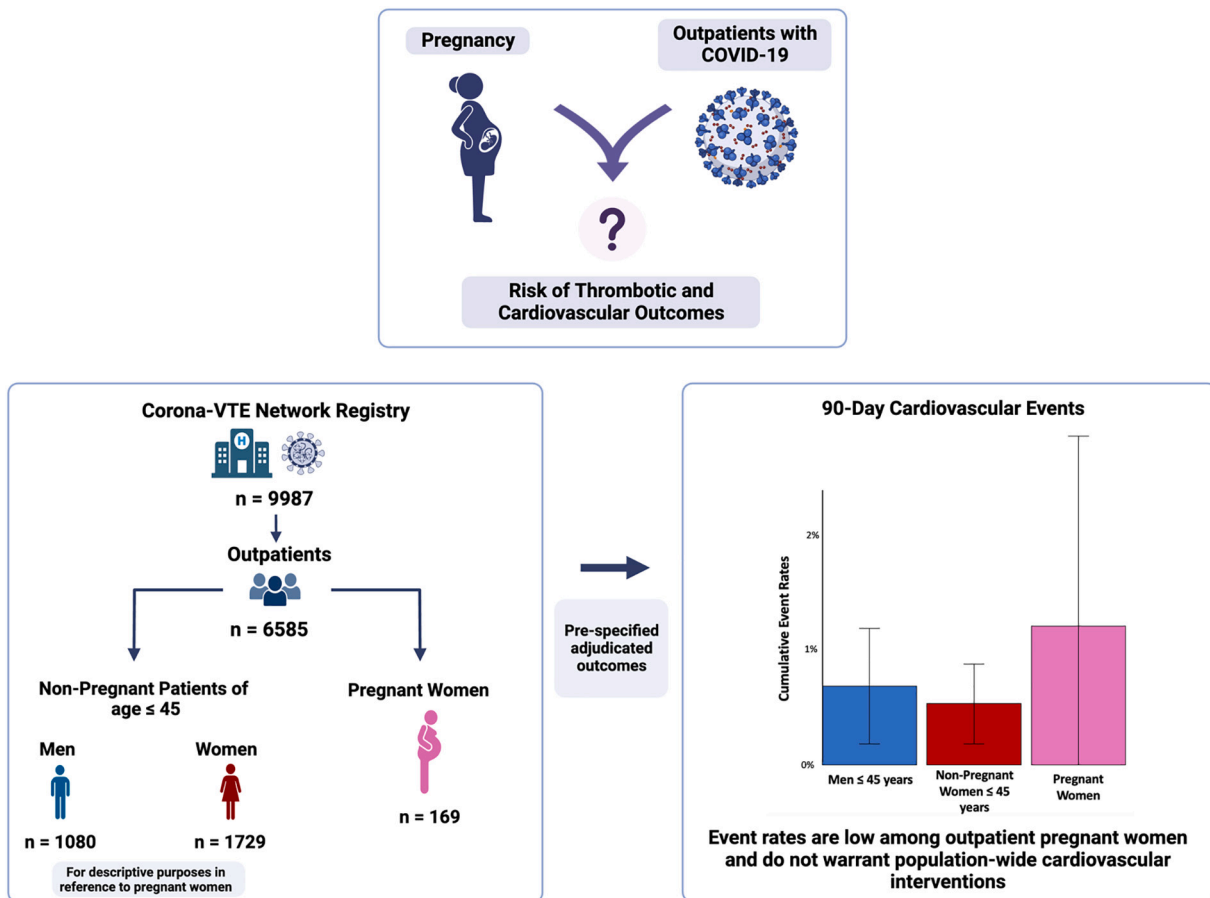 Pregnancy
Outpatients with
COVID-19
?
Risk of Thrombotic and
Cardiovascular Outcomes
Corona-VTE Network Registry
H
n = 9987
Outpatients
n = 6585
Non-Pregnant Patients of
age ≤ 45
Men
Women
n = 1080
n = 1729
For descriptive purposes in
reference to pregnant women
Pregnant Women
n = 169
Pre-specified
adjudicated
outcomes
90-Day Cardiovascular Events
Cumulative Event Rates
2%
1%
0%
Men ≤ 45 years
Non-Pregnant
Women ≤ 45
years
Pregnant
Women
Event rates are low among outpatient pregnant women
and do not warrant population-wide cardiovascular
interventions